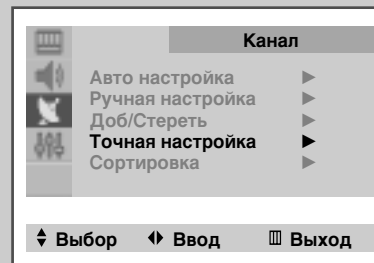 Канал
Авто настройка
Ручная настройка
Доб/Стереть
Точная настройка
Сортировка
Выбор Ввод Выход